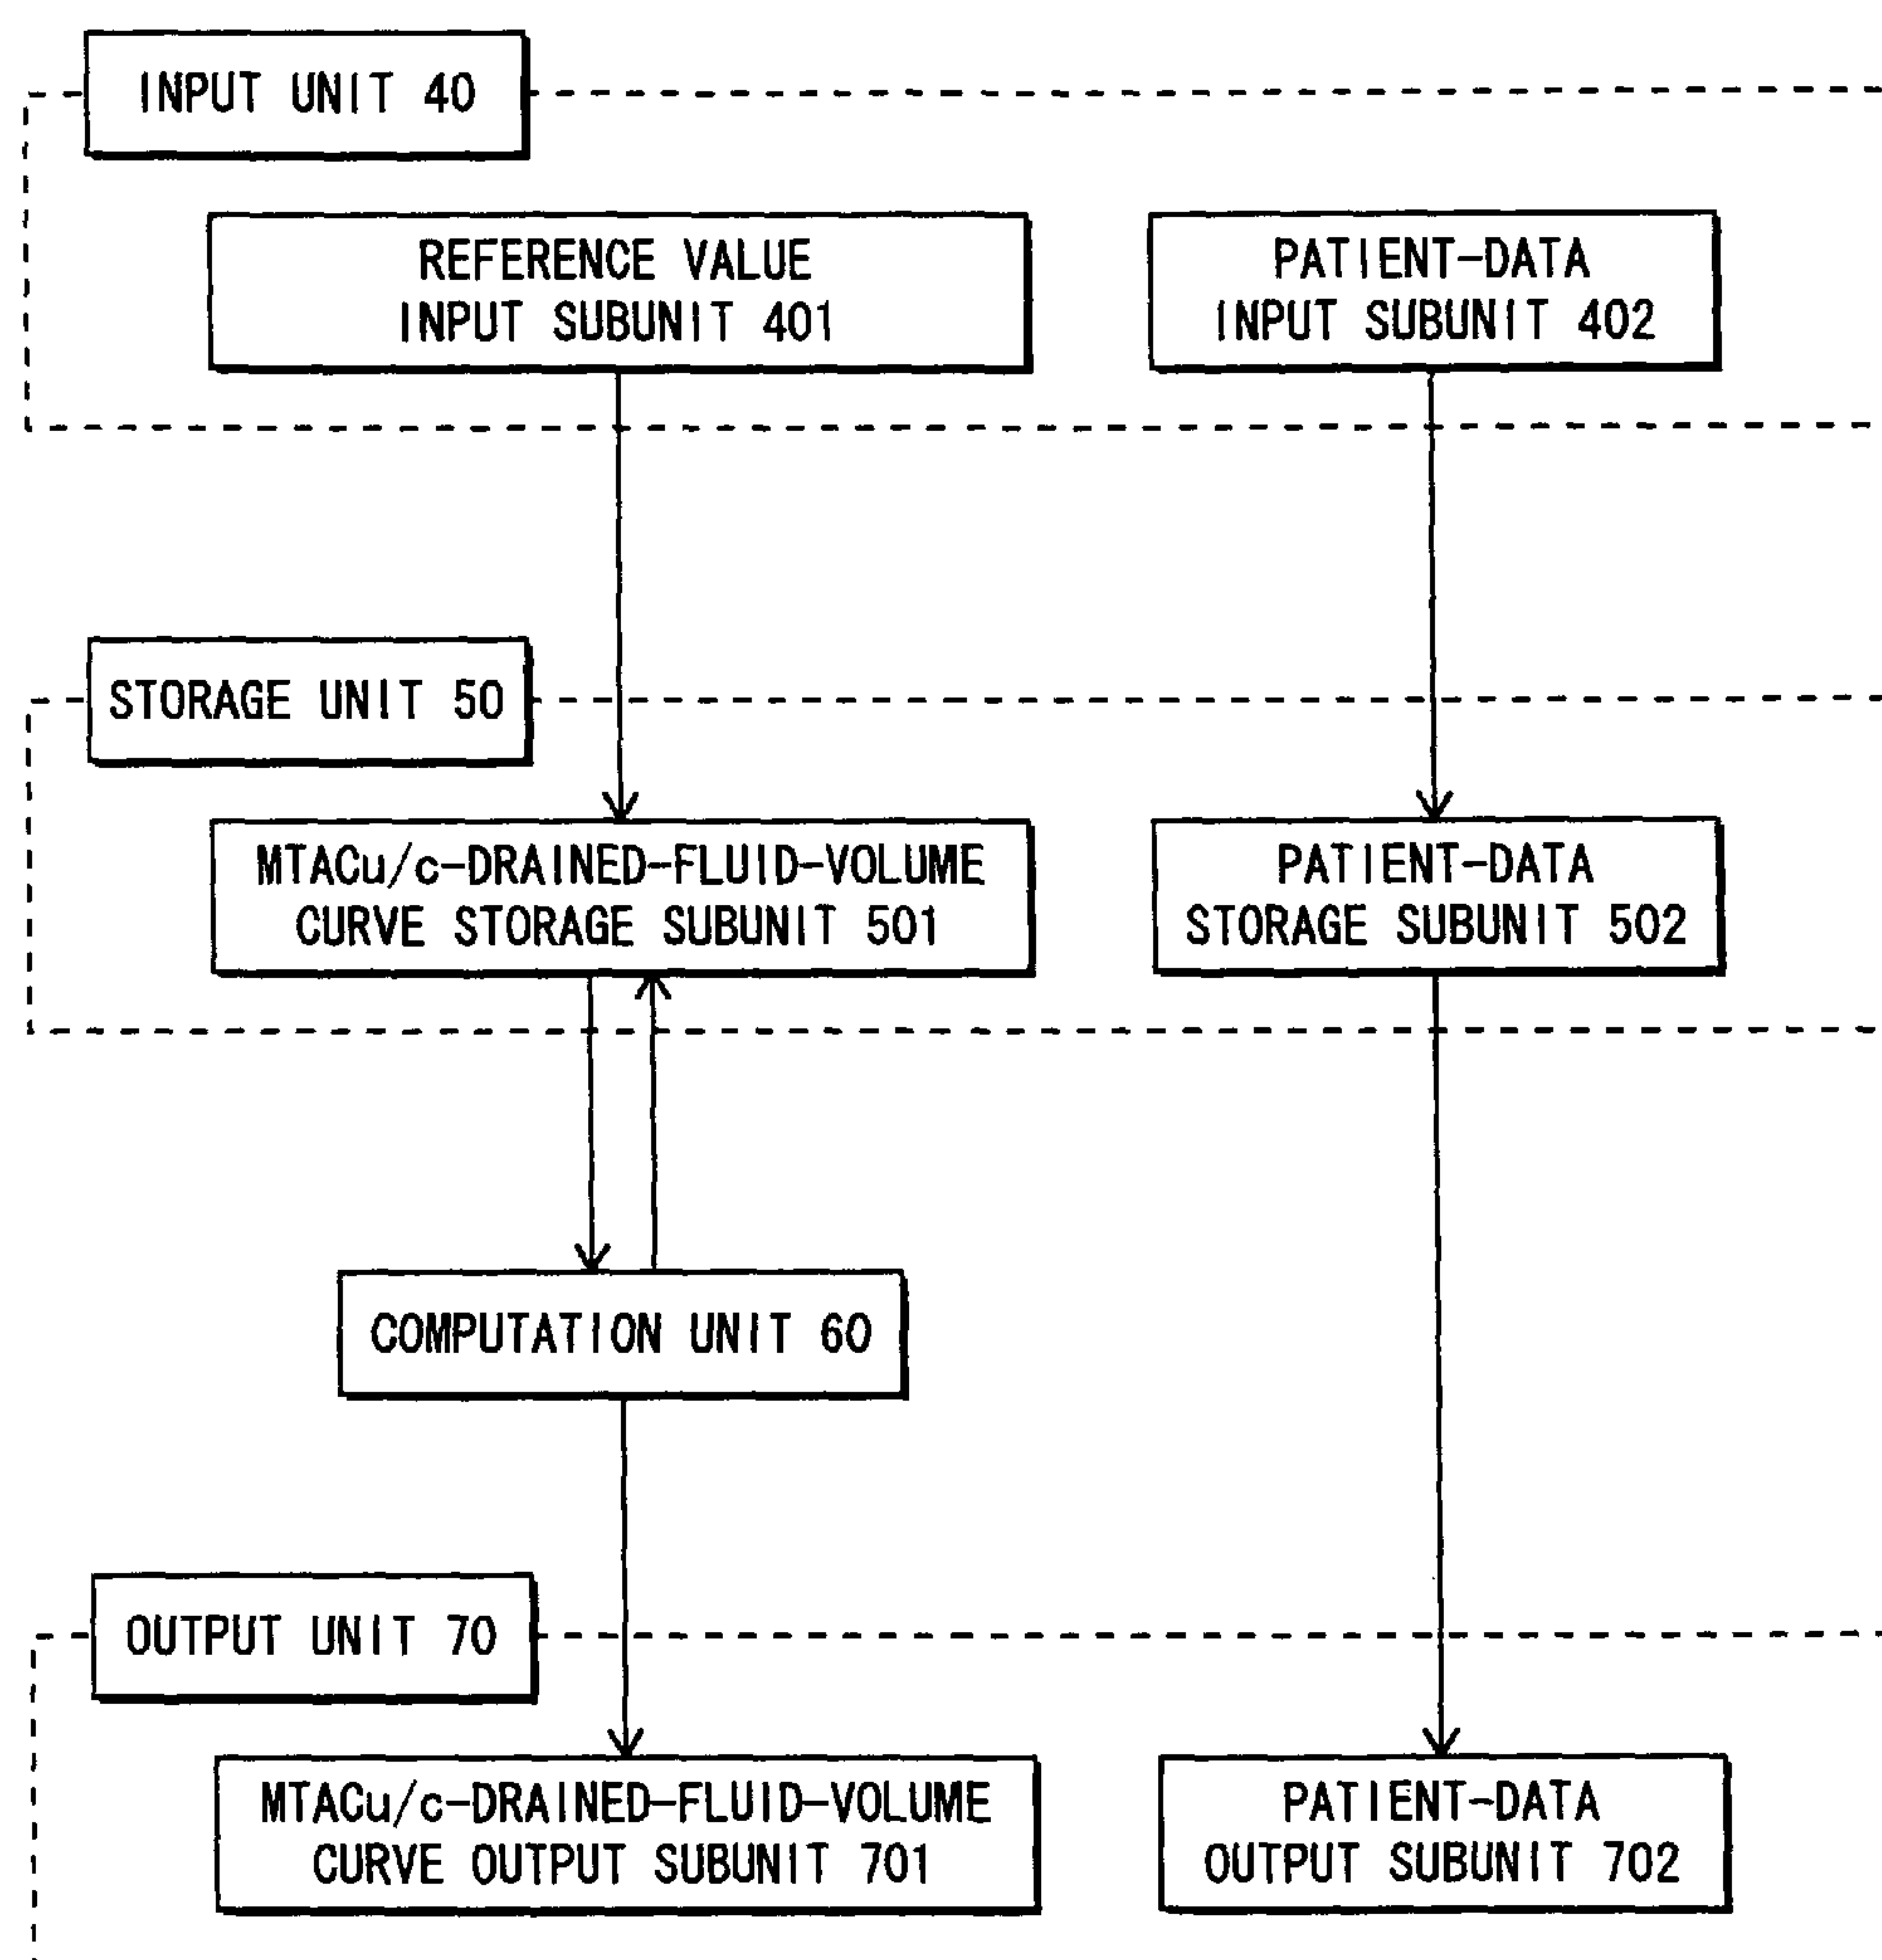 INPUT UNIT 40
REFERENCE VALUE
INPUT SUBUNIT 401
PATIENT-DATA
INPUT SUBUNIT 402
STORAGE UNIT 50
MTACu/c-DRAINED-FLUID-VOLUME
CURVE STORAGE SUBUNIT 501
PATIENT-DATA
STORAGE SUBUNIT 502
COMPUTATION UNIT 60
OUTPUT UNIT 70
MTACu/c-DRAINED-FLUID-VOLUME
CURVE OUTPUT SUBUNIT 701
PATIENT-DATA
OUTPUT SUBUNIT 702